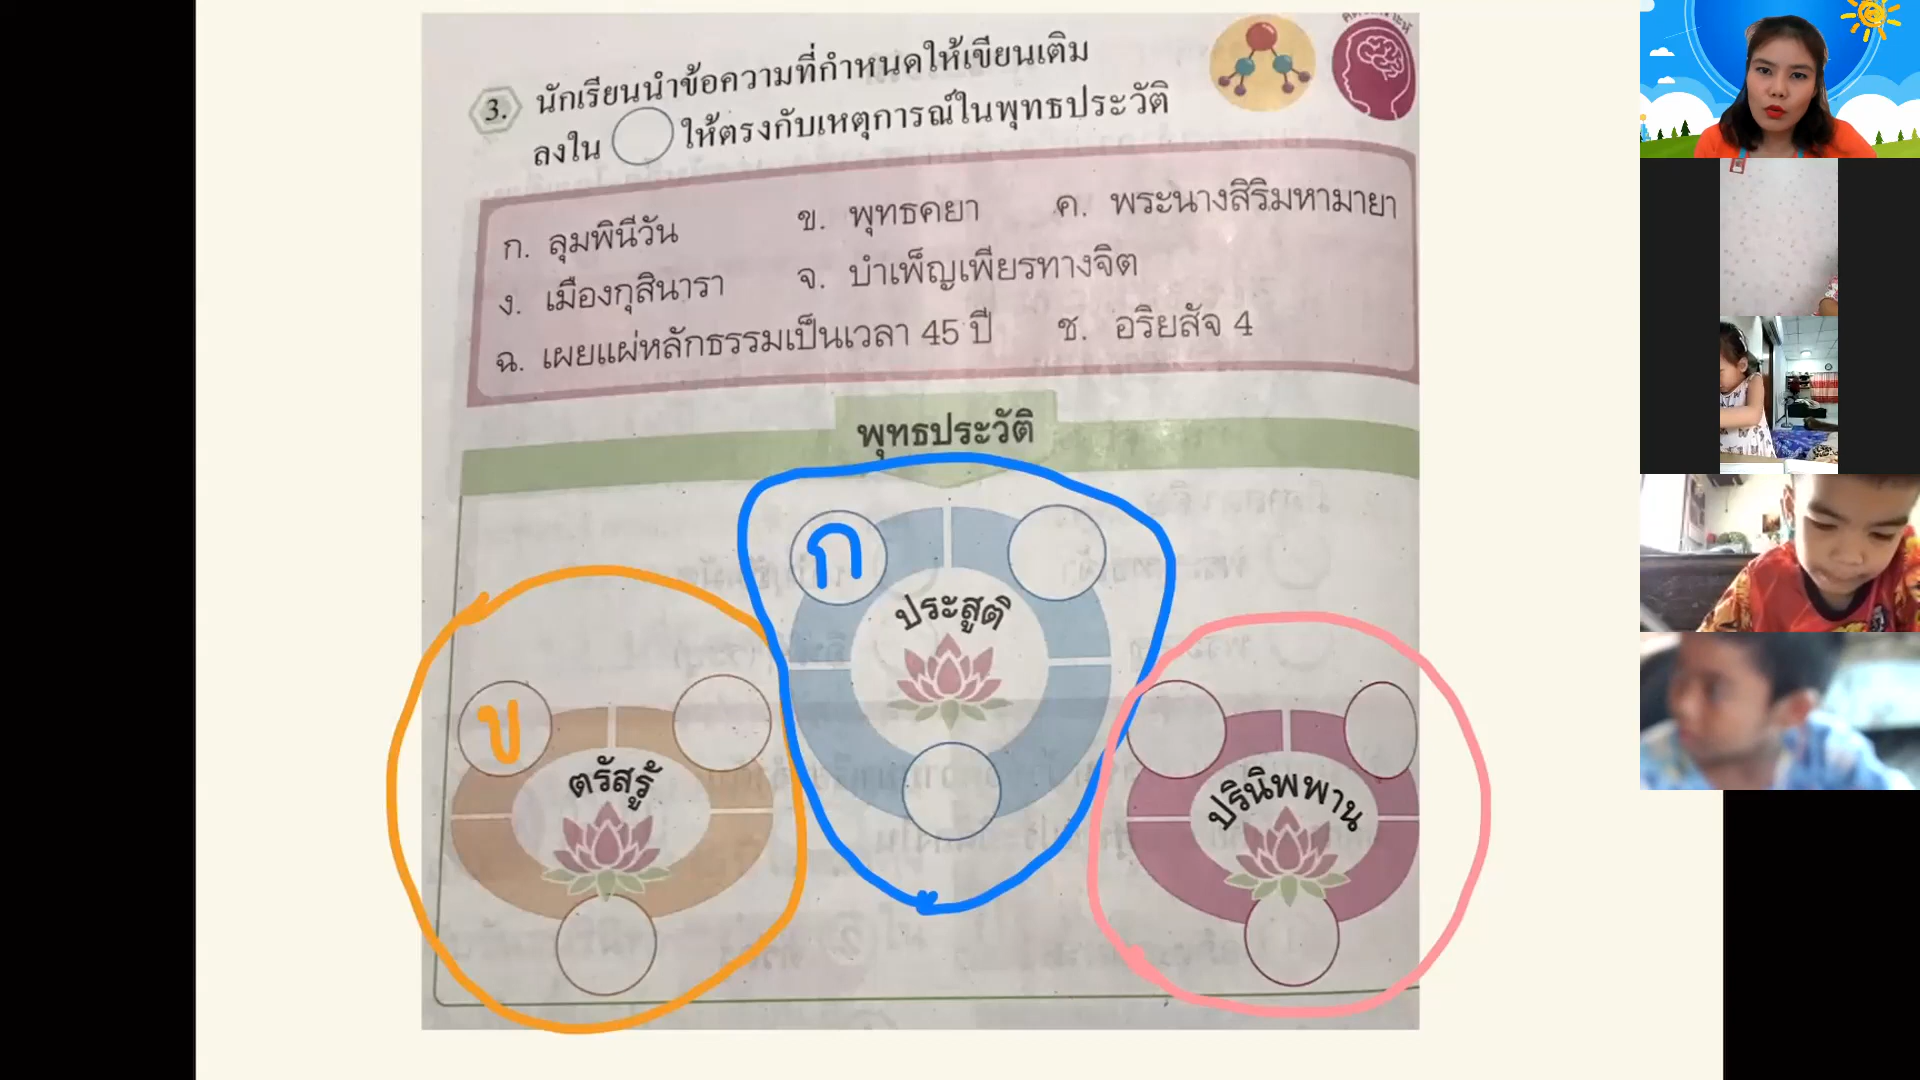 3. นักเรียนนำข้อความที่กำหนดให้เขียนเติม
ลงใน ให้ตรงกับเหตุการณ์ในพุทธประวัติ
ก. ลุมพินีวัน ข. พุทธคยา ค. พระนางสิริมหามายา
ง. เมืองกุสินารา จ. บำเพ็ญเพียรทางจิต
ฉ. เผยแผ่หลักธรรมเป็นเวลา 45 ปี ช. อริยสัจ 4
พุทธประวัติ
ก
ประสูติ
ข
ตรัสรู้
ปรินิพพาน